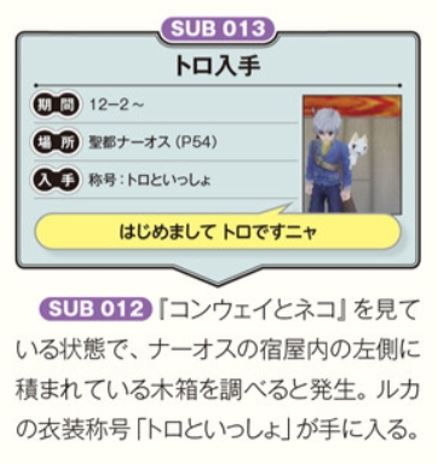 SUB 013
トロ入手
期間 12−2～
場所 聖都ナーオス（P54）
入手 称号：トロといっしょ
はじめまして トロですニャ
SUB 012 『コンウェイとネコ』を見て
いる状態で、ナーオスの宿屋内の左側に
積まれている木箱を調べると発生。ルカ
の衣装称号「トロといっしょ」が手に入る。